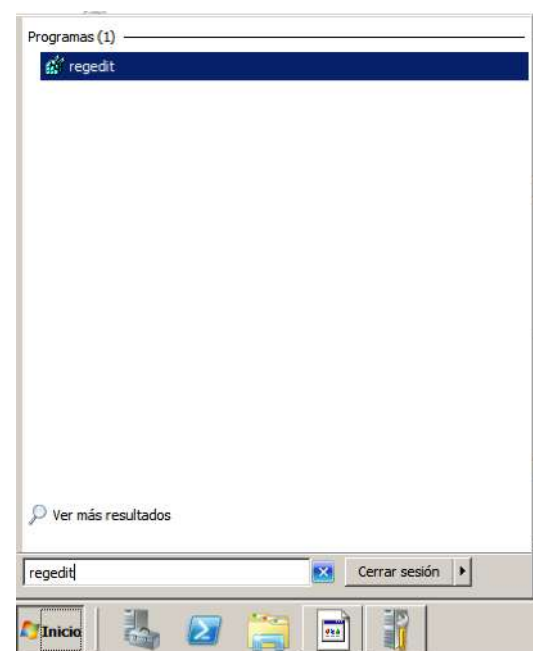 Programas (1)
regedit
Ver más resultados
regedit
Cerrar sesión
Inicio